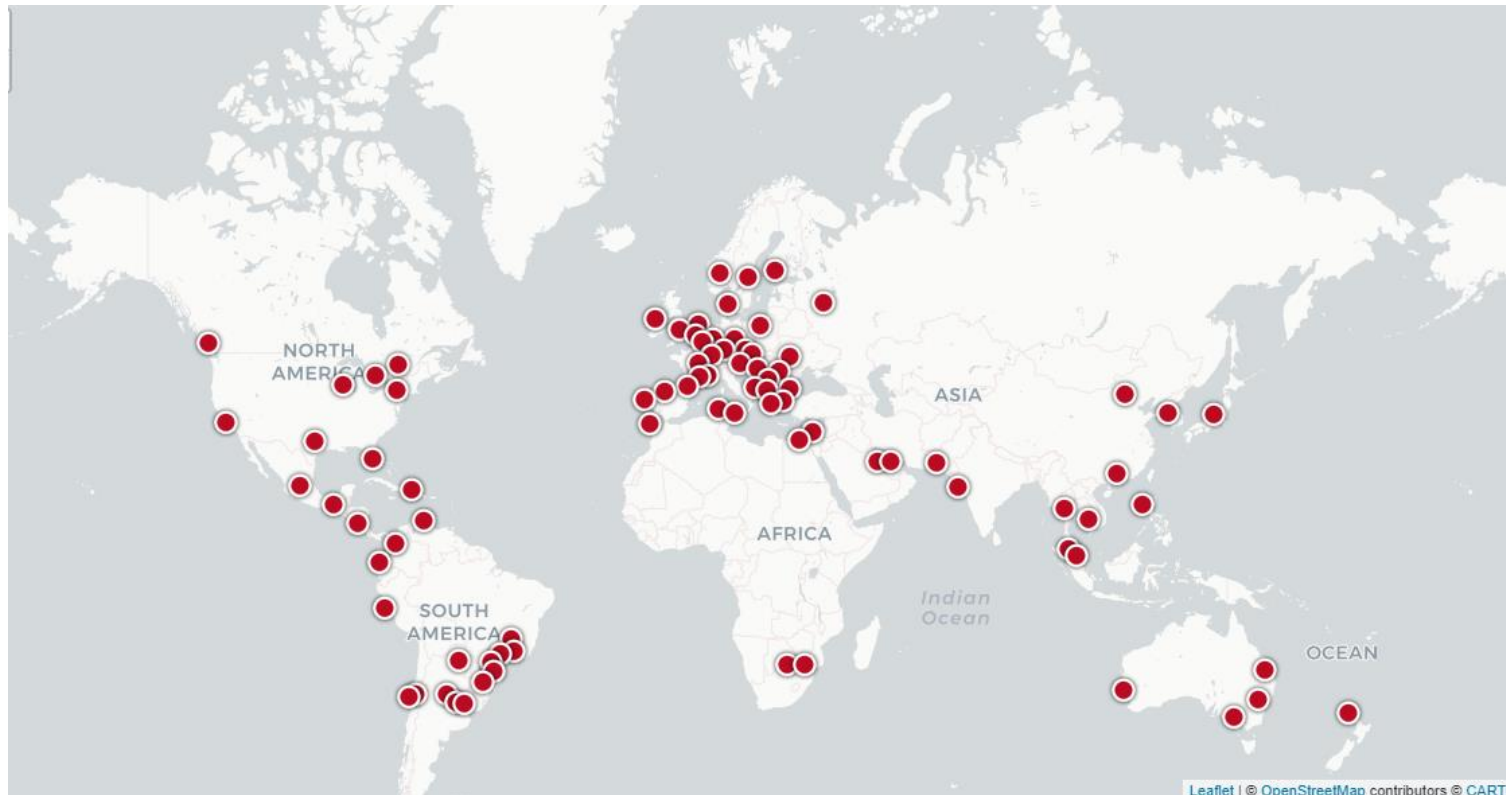 NORTH
AMERICA
ASIA
AFRICA
SOUTH
AMERICA
Indian
Ocean
OCEAN
Leaflet | © OpenStreetMap contributors © CART